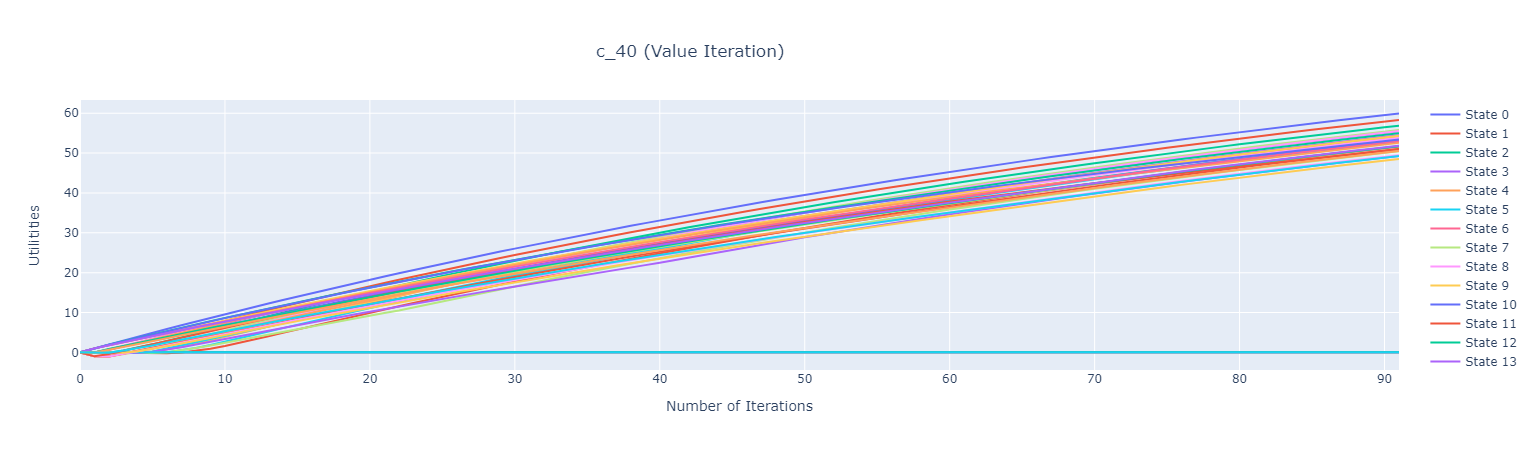 c_40 (Value Iteration)
Utilitities
60
50
40
30
20
10
0
0 10 20 30 40 50 60 70 80 90
Number of Iterations
State 0
State 1
State 2
State 3
State 4
State 5
State 6
State 7
State 8
State 9
State 10
State 11
State 12
State 13